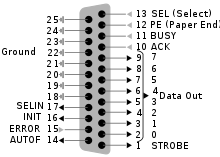 25
24
23
22
21
20
19
18
Ground
SELIN 17
INIT 16
ERROR 15
AUTOF 14
13 SEL (Select)
12 PE (Paper End)
11 BUSY
10 ACK
9 7
8 6
7 5
6 4
5 3
4 2
3 1
2 0
Data Out
1 STROBE